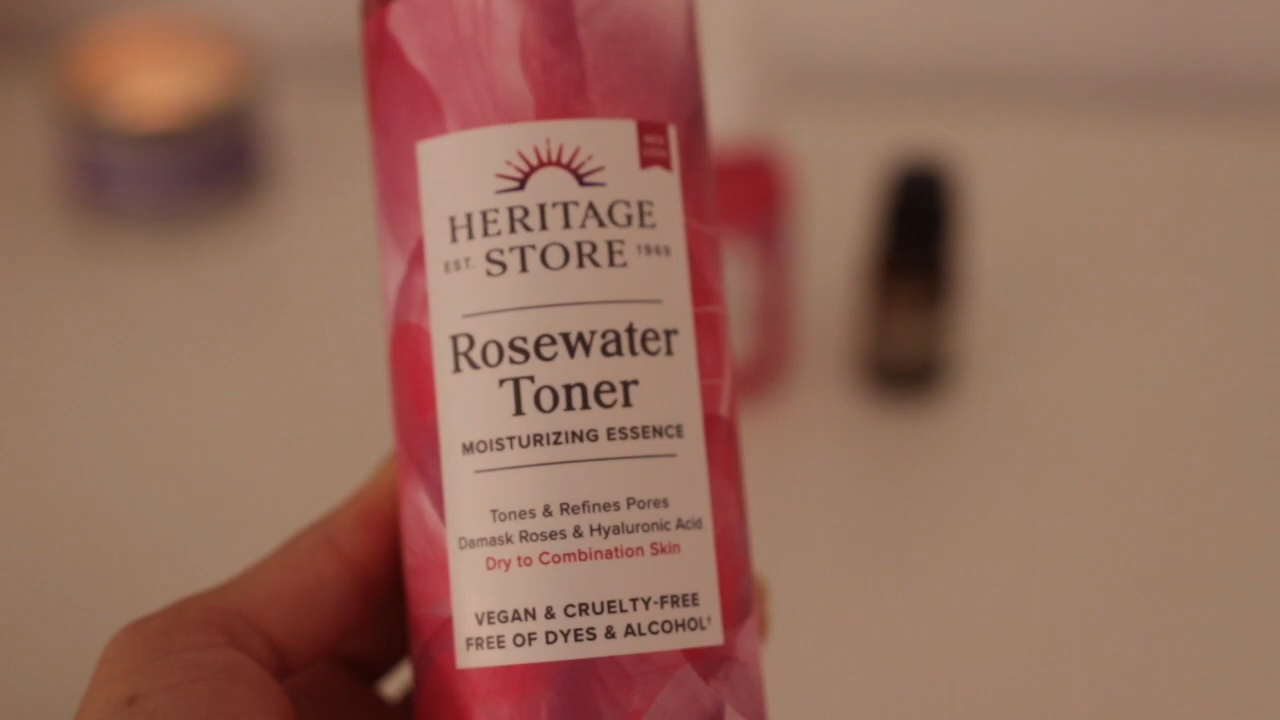 HERITAGE
EST. STORE 1969
Rosewater
Toner
MOISTURIZING ESSENCE
Tones & Refines Pores
Damask Roses & Hyaluronic Acid
Dry to Combination Skin
VEGAN & CRUELTY-FREE
FREE OF DYES & ALCOHOL†